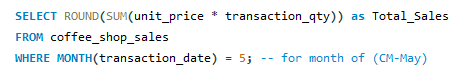 SELECT ROUND(SUM(unit_price * transaction_qty)) as Total_Sales
FROM coffee_shop_sales
WHERE MONTH(transaction_date) = 5; -- for month of (CM-May)